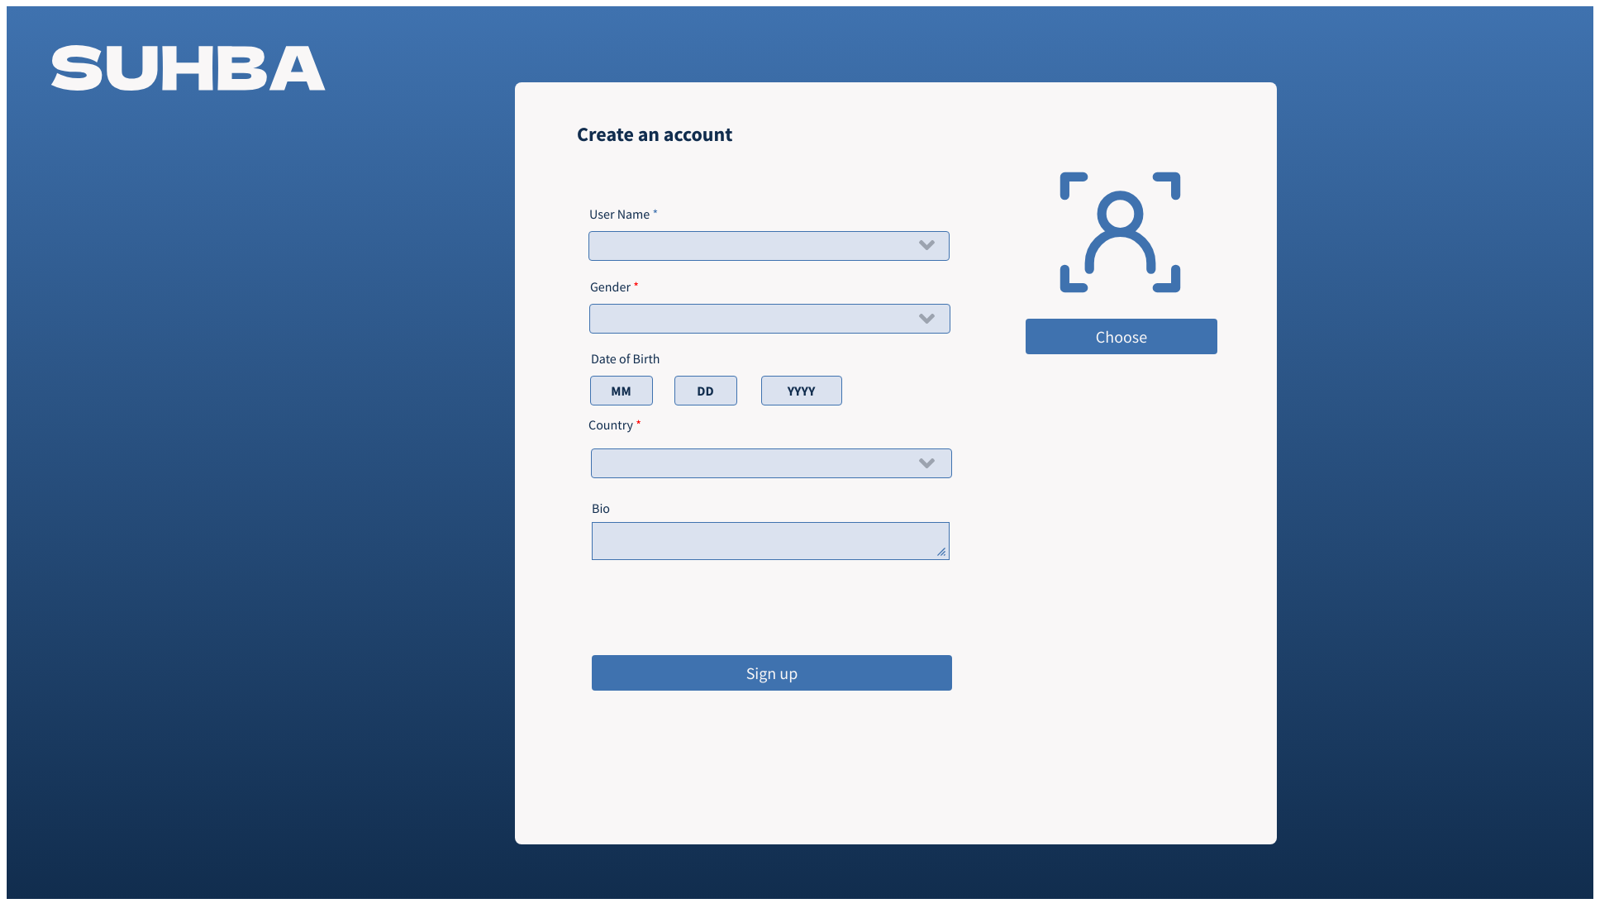 SUHBA
Create an account
User Name *
Gender *
Choose
Date of Birth
MM DD YYYY
Country *
Bio
Sign up